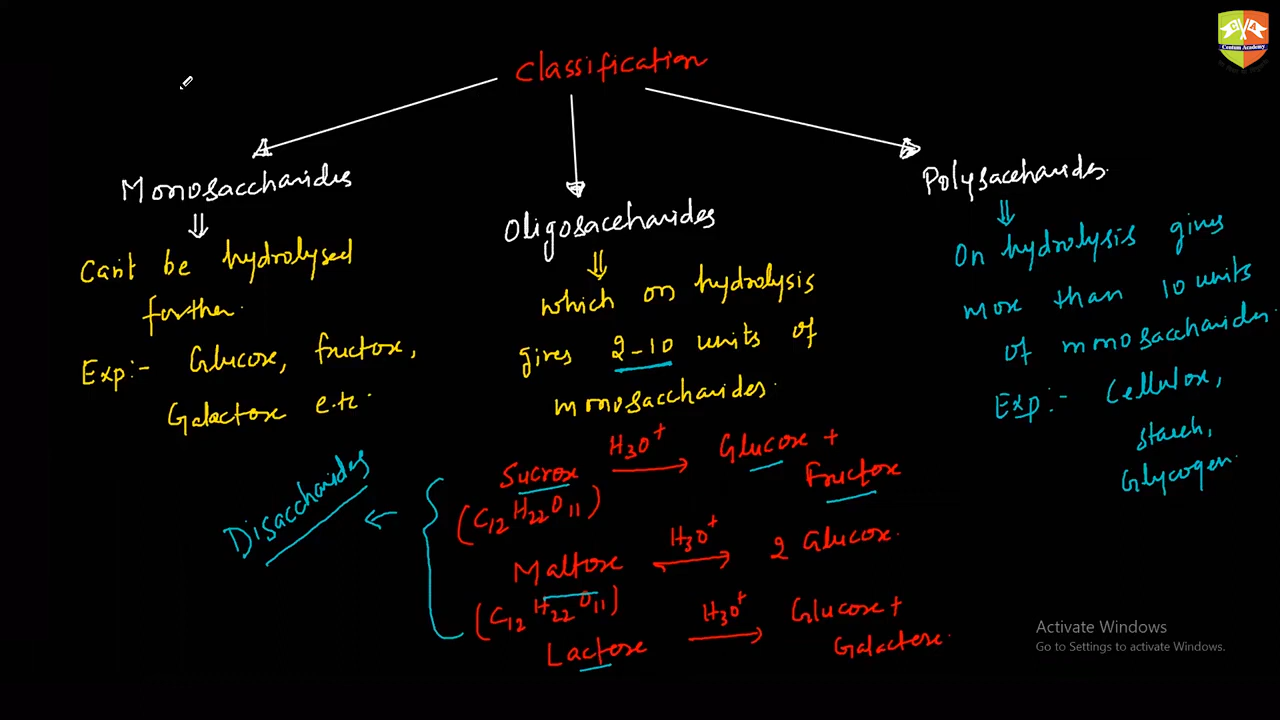 Classification
Monosaccharides
⇓
Can't be hydrolysed
further.
Exp:- Glucose, fructose,
Galactose etc.
Oligosaccharides
⇓
which on hydrolysis
gives 2-10 units of
monosaccharides.
Polysaccharides.
⇓
On hydrolysis gives
more than 10 units
of monosaccharides.
Exp:- Cellulose,
starch,
Glycogen.
Disaccharides ←
Sucrose H3O+ → Glucose +
Fructose
(C12H22O11)
Maltose H3O+ → 2 Glucose.
(C12H22O11)
Lactose H3O+ → Glucose +
Galactose.
Activate Windows
Go to Settings to activate Windows.
C A
Centum Academy